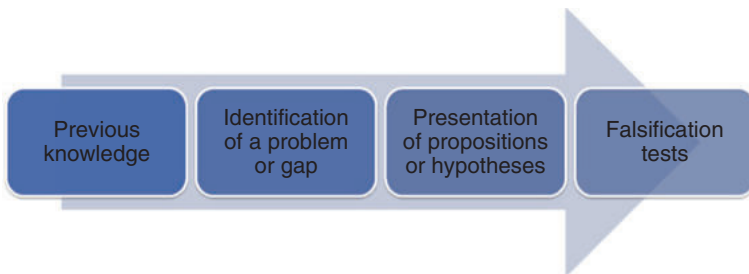 Previous
knowledge
Identification
of a problem
or gap
Presentation
of propositions
or hypotheses
Falsification
tests